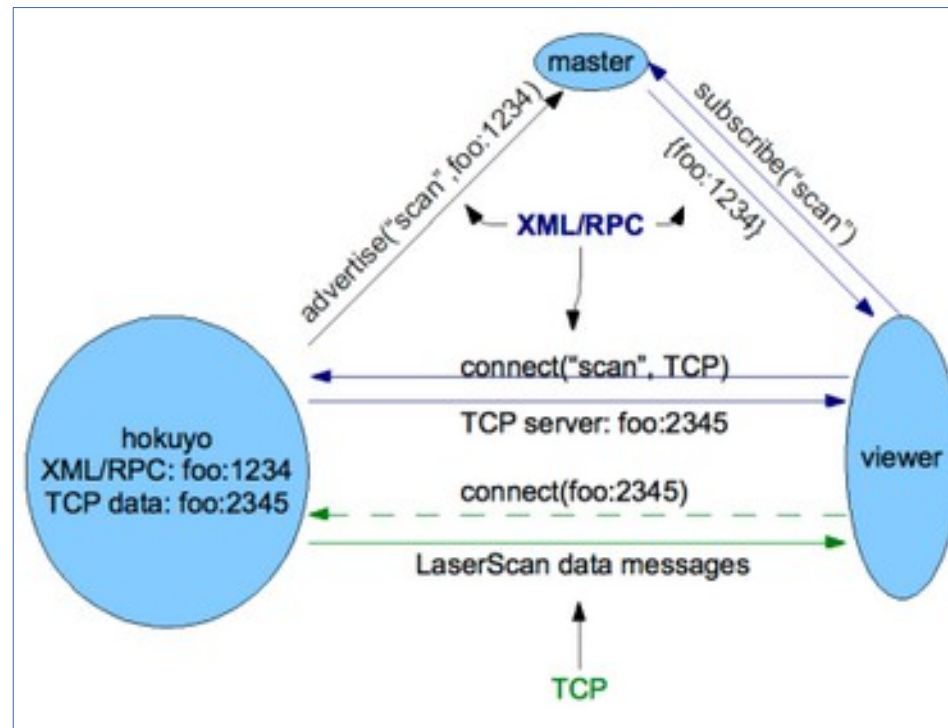 master
advertise("scan",foo:1234)
subscribe("scan")
{foo:1234}
XML/RPC
connect("scan", TCP)
TCP server: foo:2345
hokuyo
XML/RPC: foo:1234
TCP data: foo:2345
viewer
connect(foo:2345)
LaserScan data messages
TCP